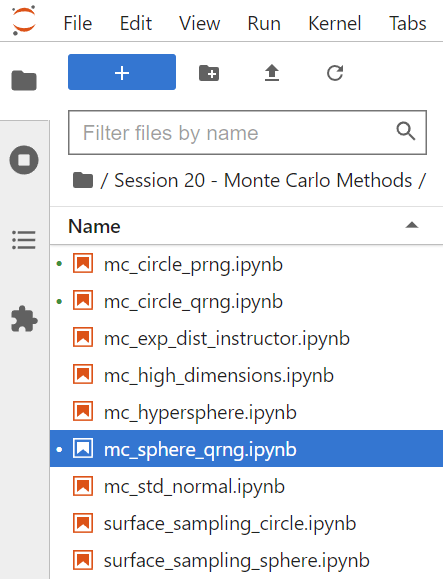 File Edit View Run Kernel Tabs
+
Filter files by name
/ Session 20 - Monte Carlo Methods /
Name
mc_circle_prng.ipynb
mc_circle_qrng.ipynb
mc_exp_dist_instructor.ipynb
mc_high_dimensions.ipynb
mc_hypersphere.ipynb
mc_sphere_qrng.ipynb
mc_std_normal.ipynb
surface_sampling_circle.ipynb
surface_sampling_sphere.ipynb